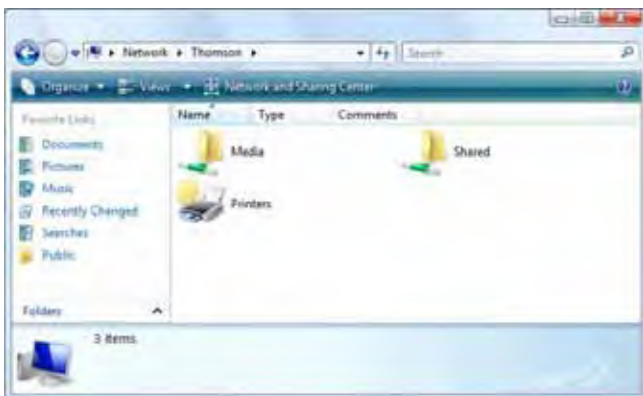 Network ▸ Thomson ▸ Search
Organize Views Network and Sharing Center
Favorite Links
Name Type Comments
Documents
Pictures
Music
Recently Changed
Searches
Public
Media
Shared
Printers
Folders
3 items